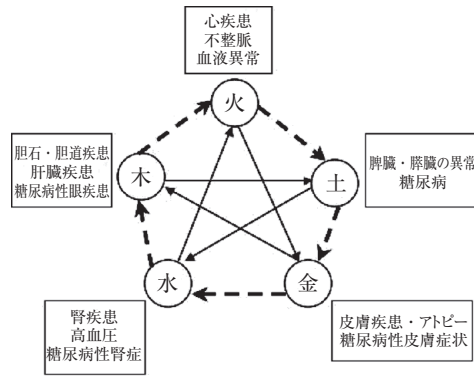 心疾患
不整脈
血液異常
火
胆石・胆道疾患
肝臓疾患
糖尿病性眼疾患
木
土
脾臓・膵臓の異常
糖尿病
水
金
腎疾患
高血圧
糖尿病性腎症
皮膚疾患・アトピー
糖尿病性皮膚症状